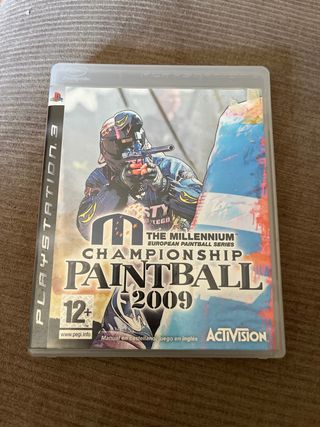 PLAYSTATION 3
THE MILLENNIUM
EUROPEAN PAINTBALL SERIES
CHAMPIONSHIP
PAINTBALL
2009
12+
www.pegi.info
Manual en castellano, juego en inglés
ACTIVISION